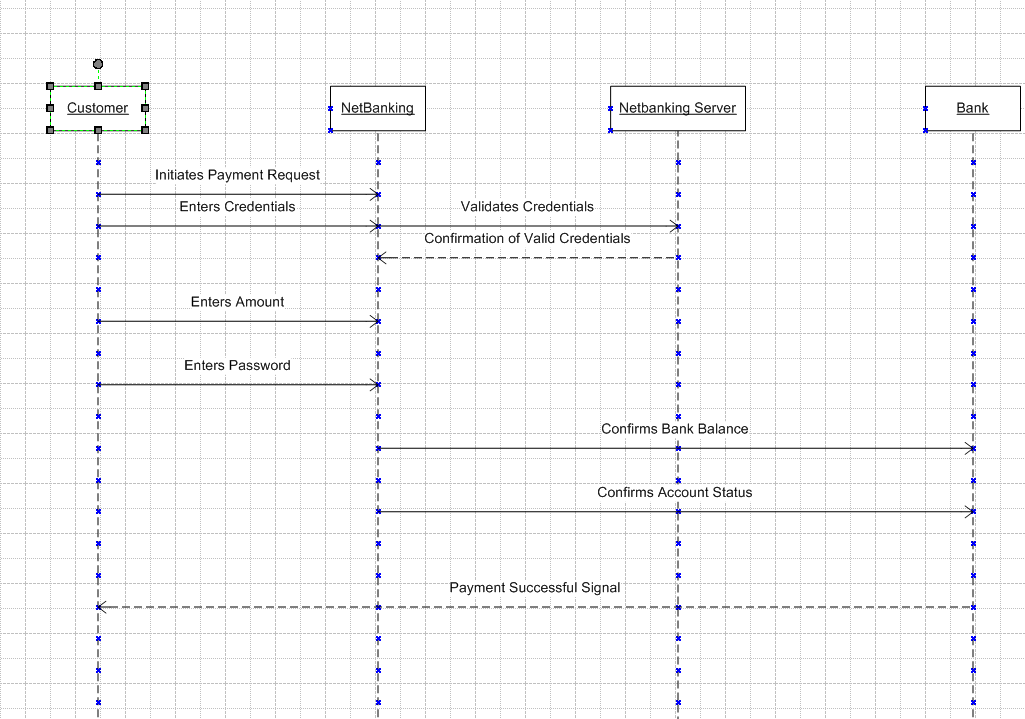 Customer
NetBanking
Netbanking Server
Bank
Initiates Payment Request
Enters Credentials
Validates Credentials
Confirmation of Valid Credentials
Enters Amount
Enters Password
Confirms Bank Balance
Confirms Account Status
Payment Successful Signal